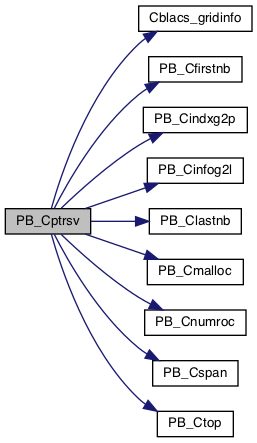 Cblacs_gridinfo
PB_Cfirstnb
PB_Cindxg2p
PB_Cinfog2l
PB_Cptrsv
PB_Clastnb
PB_Cmalloc
PB_Cnumroc
PB_Cspan
PB_Ctop